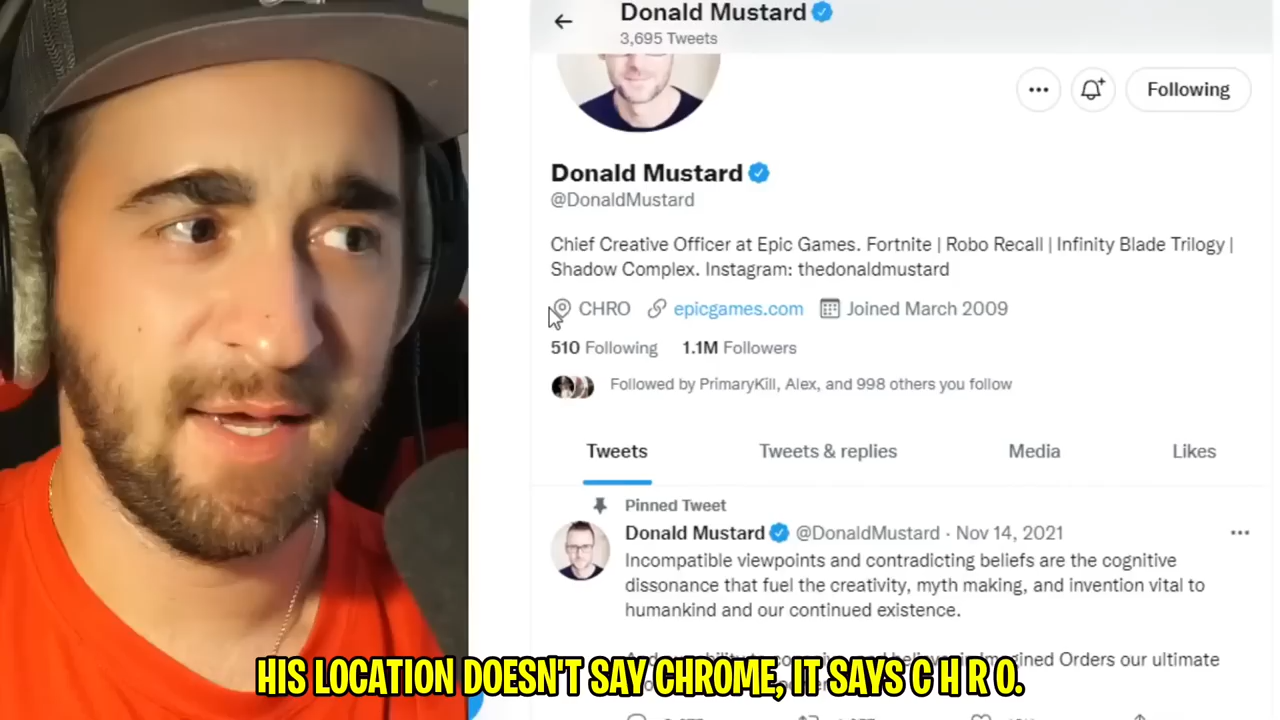 Donald Mustard
3,695 Tweets
Following
Donald Mustard
@DonaldMustard
Chief Creative Officer at Epic Games. Fortnite | Robo Recall | Infinity Blade Trilogy |
Shadow Complex. Instagram: thedonaldmustard
CHRO epicgames.com Joined March 2009
510 Following 1.1M Followers
Followed by PrimaryKill, Alex, and 998 others you follow
Tweets Tweets & replies Media Likes
Pinned Tweet
Donald Mustard @DonaldMustard · Nov 14, 2021
Incompatible viewpoints and contradicting beliefs are the cognitive
dissonance that fuel the creativity, myth making, and invention vital to
humankind and our continued existence.
Orders our ultimate
HIS LOCATION DOESN'T SAY CHROME, IT SAYS C H R O.